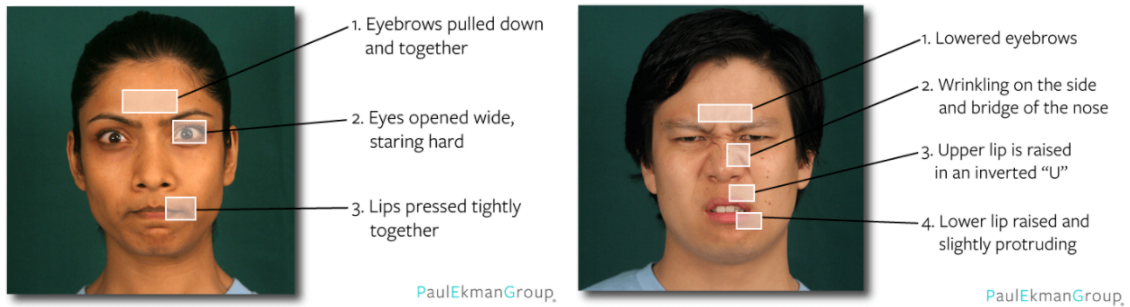 1. Eyebrows pulled down
and together
2. Eyes opened wide,
staring hard
3. Lips pressed tightly
together
PaulEkmanGroup®
1. Lowered eyebrows
2. Wrinkling on the side
and bridge of the nose
3. Upper lip is raised
in an inverted “U”
4. Lower lip raised and
slightly protruding
PaulEkmanGroup®